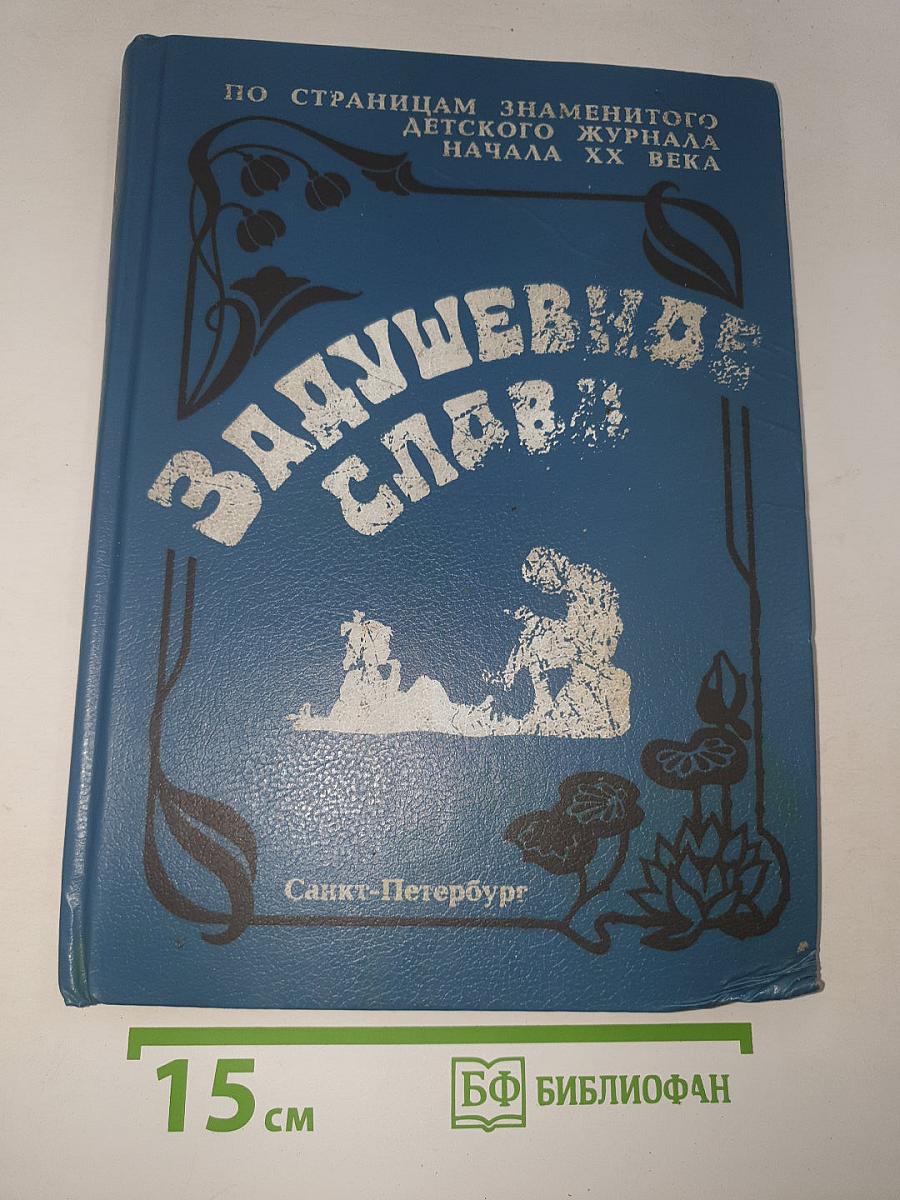 ПО СТРАНИЦАМ ЗНАМЕНИТОГО
ДЕТСКОГО ЖУРНАЛА
НАЧАЛА XX ВЕКА
ЗАДУШЕВНОЕ
СЛОВО
Санкт-Петербург
15 см
БФ БИБЛИОФАН